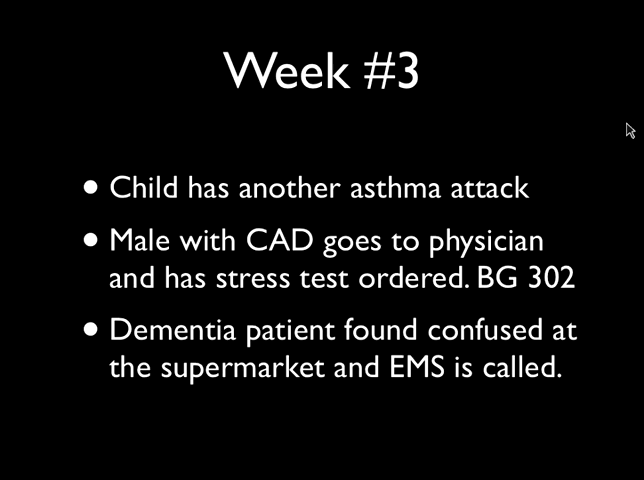 Week #3
• Child has another asthma attack
• Male with CAD goes to physician
and has stress test ordered. BG 302
• Dementia patient found confused at
the supermarket and EMS is called.